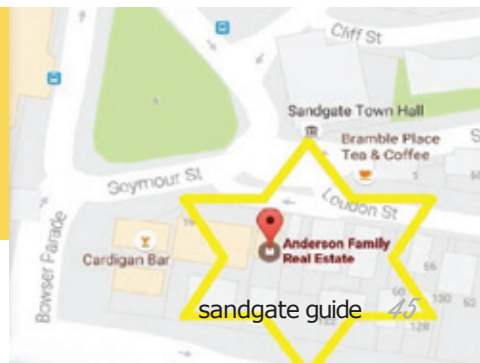 Cliff St
Sandgate Town Hall
Bramble Place
Tea & Coffee
S
Seymour St
Loudon St
Bowser Parade
Cardigan Bar
Anderson Family
Real Estate
sandgate guide 45